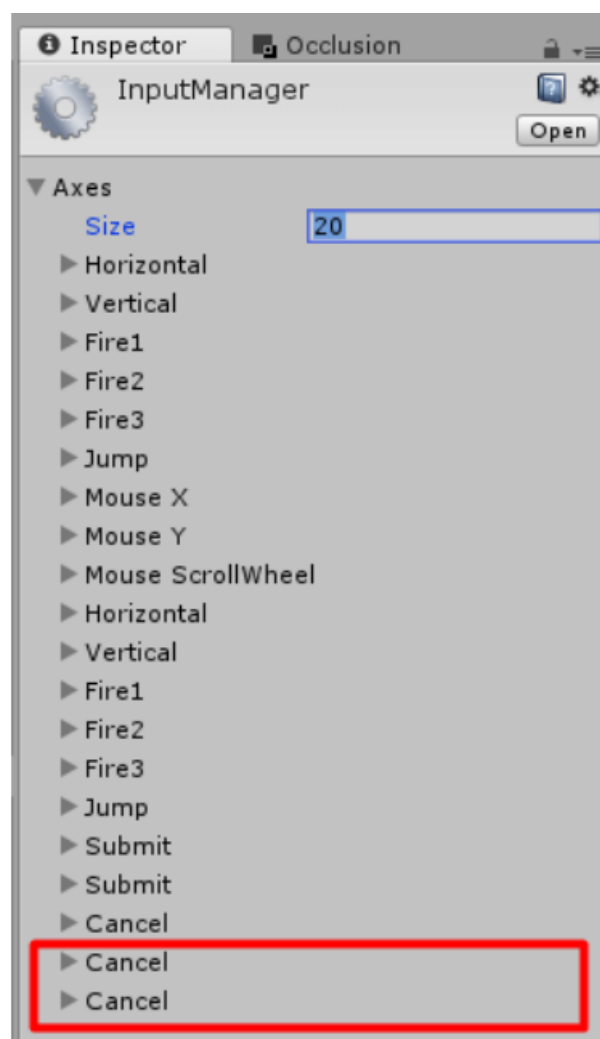 Inspector Occlusion
InputManager
Open
Axes
Size 20
Horizontal
Vertical
Fire1
Fire2
Fire3
Jump
Mouse X
Mouse Y
Mouse ScrollWheel
Horizontal
Vertical
Fire1
Fire2
Fire3
Jump
Submit
Submit
Cancel
Cancel
Cancel